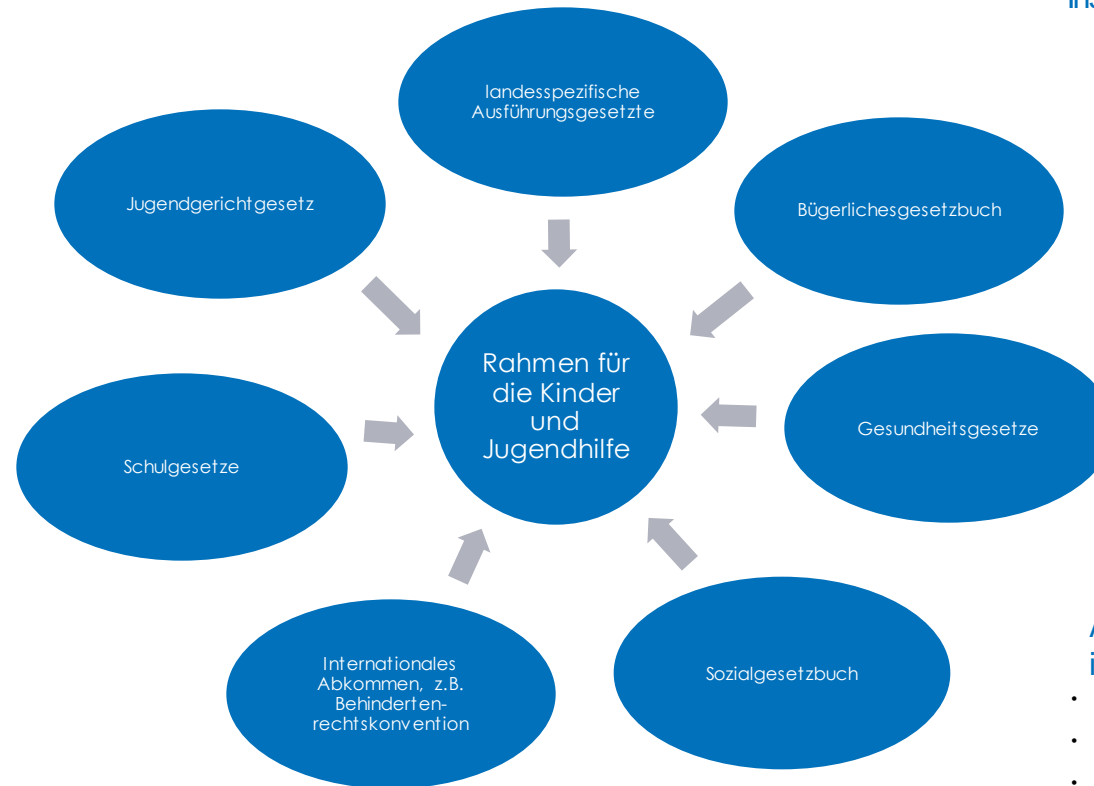 landesspezifische
Ausführungsgesetzte
Jugendgerichtgesetz
Bügerlichesgesetzbuch
Rahmen für
die Kinder
und
Jugendhilfe
Gesundheitsgesetze
Schulgesetze
Internationales
Abkommen, z.B.
Behinderten-
rechtskonvention
Sozialgesetzbuch